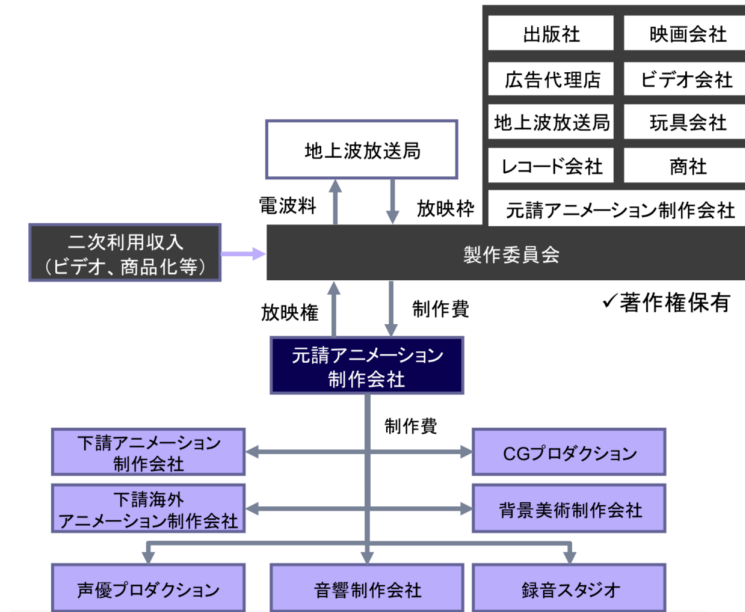 出版社
映画会社
広告代理店
ビデオ会社
地上波放送局
玩具会社
レコード会社
商社
元請アニメーション制作会社
地上波放送局
電波料
放映枠
二次利用収入
（ビデオ、商品化等）
製作委員会
✓著作権保有
放映権
制作費
元請アニメーション
制作会社
制作費
下請アニメーション
制作会社
CGプロダクション
下請海外
アニメーション制作会社
背景美術制作会社
声優プロダクション
音響制作会社
録音スタジオ